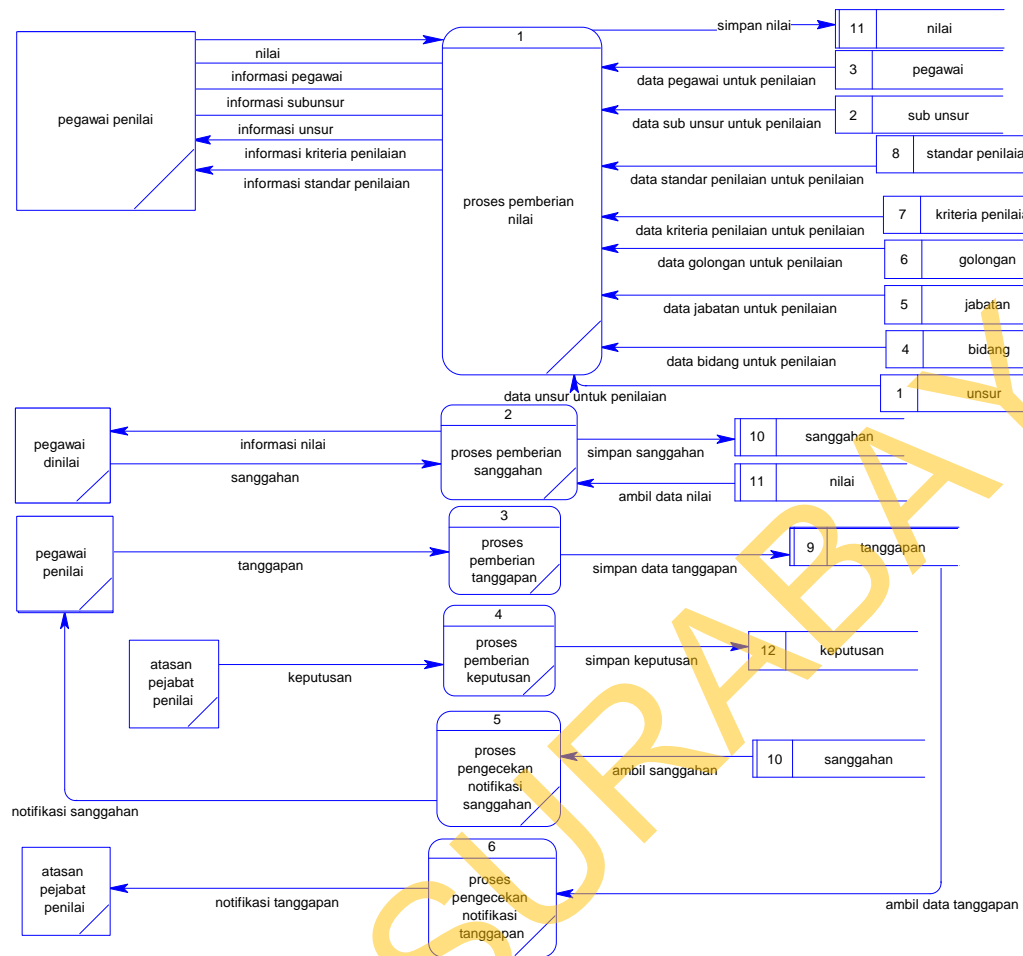 1
simpan nilai
11 nilai
nilai
pegawai penilai
informasi pegawai
data pegawai untuk penilaian
3 pegawai
informasi subunsur
data sub unsur untuk penilaian
2 sub unsur
informasi unsur
informasi kriteria penilaian
informasi standar penilaian
8 standar penilaia
data standar penilaian untuk penilaian
proses pemberian
nilai
7 kriteria penilaia
data kriteria penilaian untuk penilaian
data golongan untuk penilaian
6 golongan
data jabatan untuk penilaian
5 jabatan
data bidang untuk penilaian
4 bidang
data unsur untuk penilaian
1 unsur
pegawai
dinilai
informasi nilai
sanggahan
2
proses pemberian
sanggahan
simpan sanggahan
10 sanggahan
ambil data nilai
11 nilai
pegawai
penilai
tanggapan
3
proses
pemberian
tanggapan
simpan data tanggapan
9 tanggapan
atasan
pejabat
penilai
keputusan
4
proses
pemberian
keputusan
simpan keputusan
12 keputusan
5
proses
pengecekan
notifikasi
sanggahan
ambil sanggahan
10 sanggahan
notifikasi sanggahan
atasan
pejabat
penilai
notifikasi tanggapan
6
proses
pengecekan
notifikasi
tanggapan
ambil data tanggapan
SURABAY